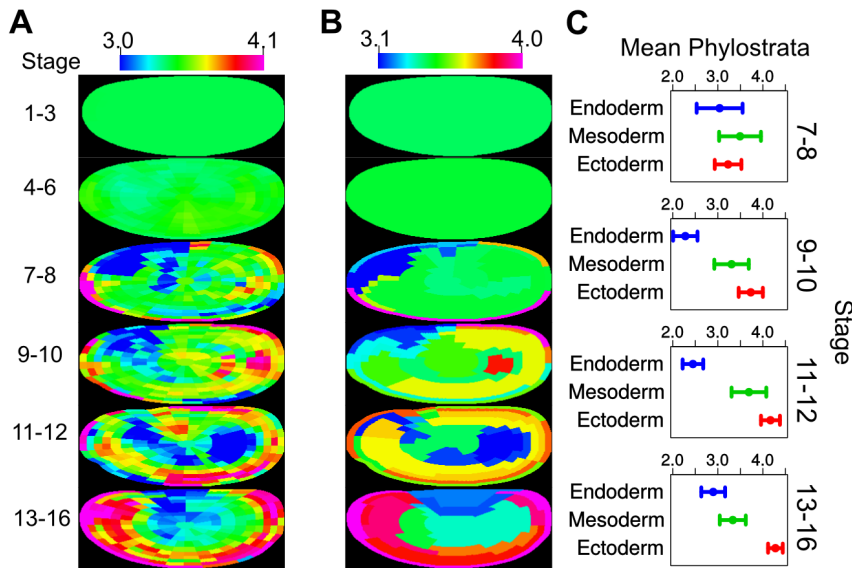 A
B
C
Stage
3.0 4.1
3.1 4.0
Mean Phylostrata
1-3
4-6
7-8
9-10
11-12
13-16
2.0 3.0 4.0
Endoderm
Mesoderm
Ectoderm
7-8
2.0 3.0 4.0
Endoderm
Mesoderm
Ectoderm
9-10
2.0 3.0 4.0
Endoderm
Mesoderm
Ectoderm
11-12
2.0 3.0 4.0
Endoderm
Mesoderm
Ectoderm
13-16
Stage